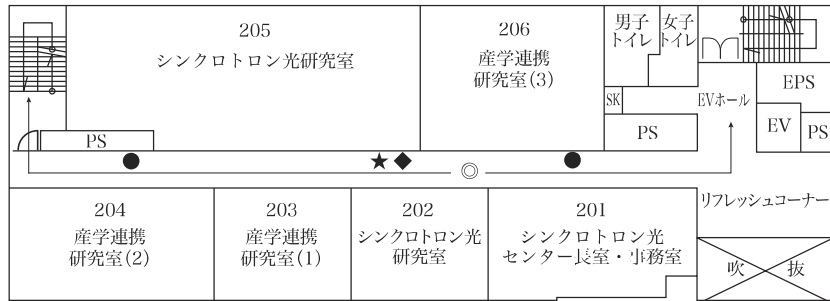 205
シンクロトロン光研究室
206
産学連携
研究室(3)
男子
トイレ
女子
トイレ
SK
EVホール
EPS
EV
PS
PS
PS
204
産学連携
研究室(2)
203
産学連携
研究室(1)
202
シンクロトロン光
研究室
201
シンクロトロン光
センター長室・事務室
リフレッシュコーナー
吹 抜